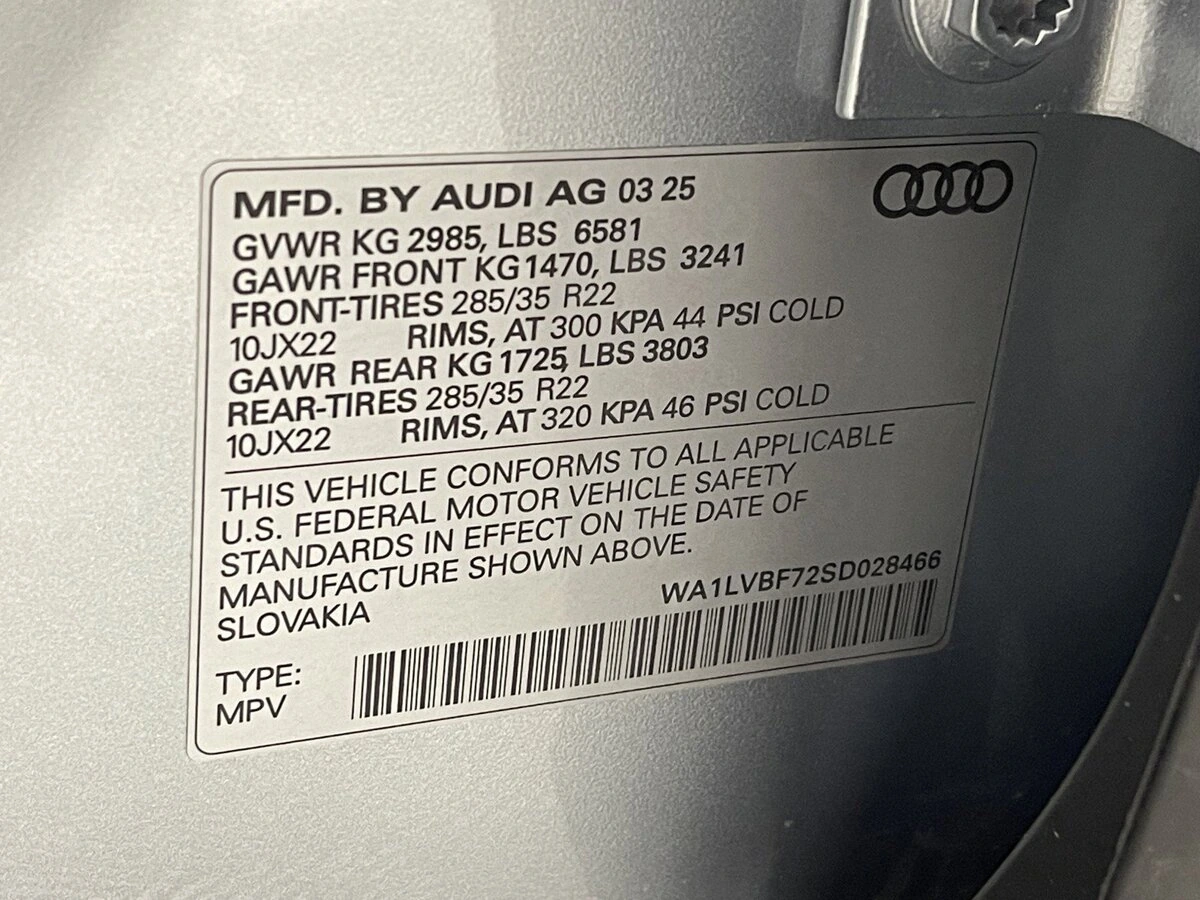 MFD. BY AUDI AG 03 25
GVWR KG 2985, LBS 6581
GAWR FRONT KG1470, LBS 3241
FRONT-TIRES 285/35 R22
10JX22 RIMS, AT 300 KPA 44 PSI COLD
GAWR REAR KG 1725, LBS 3803
REAR-TIRES 285/35 R22
10JX22 RIMS, AT 320 KPA 46 PSI COLD
THIS VEHICLE CONFORMS TO ALL APPLICABLE
U.S. FEDERAL MOTOR VEHICLE SAFETY
STANDARDS IN EFFECT ON THE DATE OF
MANUFACTURE SHOWN ABOVE.
SLOVAKIA
WA1LVBF72SD028466
TYPE:
MPV